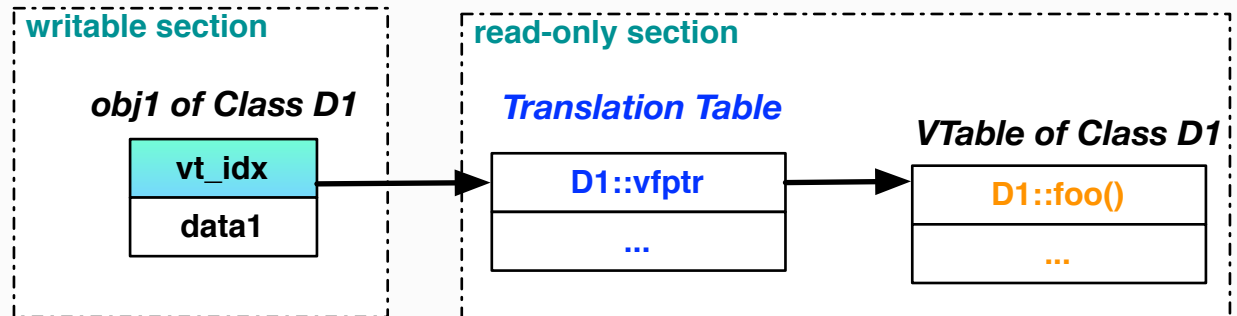 writable section
obj1 of Class D1
vt_idx
data1
read-only section
Translation Table
D1::vfptr
...
VTable of Class D1
D1::foo()
...